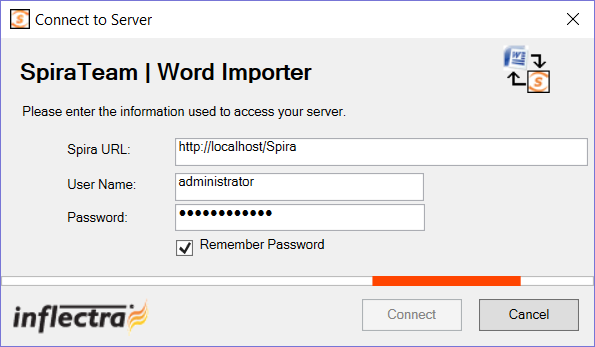 Connect to Server
SpiraTeam | Word Importer
Please enter the information used to access your server.
Spira URL: http://localhost/Spira
User Name: administrator
Password: ●●●●●●●●●●●●
Remember Password
inflectra
Connect Cancel